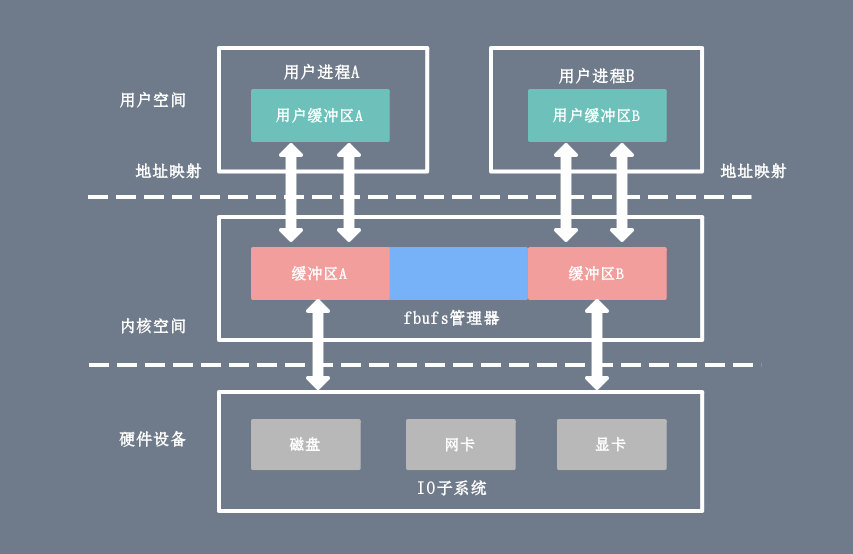 用户进程A
用户进程B
用户空间
用户缓冲区A
用户缓冲区B
地址映射
地址映射
缓冲区A
缓冲区B
fbufs管理器
内核空间
硬件设备
磁盘
网卡
显卡
IO子系统